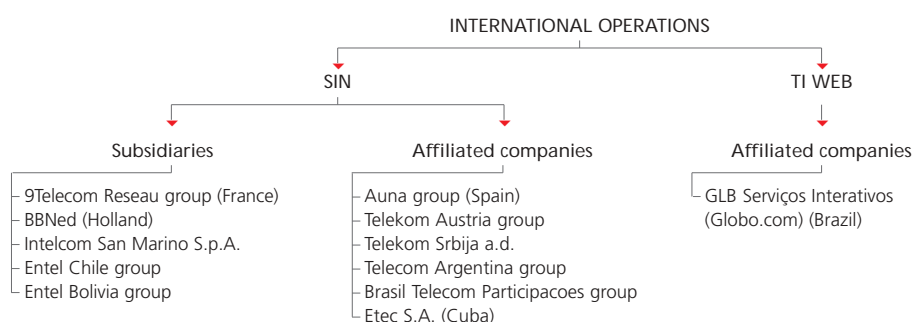 INTERNATIONAL OPERATIONS
SIN
TI WEB
Subsidiaries
Affiliated companies
Affiliated companies
9Telecom Reseau group (France)
BBNed (Holland)
Intelcom San Marino S.p.A.
Entel Chile group
Entel Bolivia group
Auna group (Spain)
Telekom Austria group
Telekom Srbija a.d.
Telecom Argentina group
Brasil Telecom Participacoes group
Etec S.A. (Cuba)
GLB Serviços Interativos
(Globo.com) (Brazil)